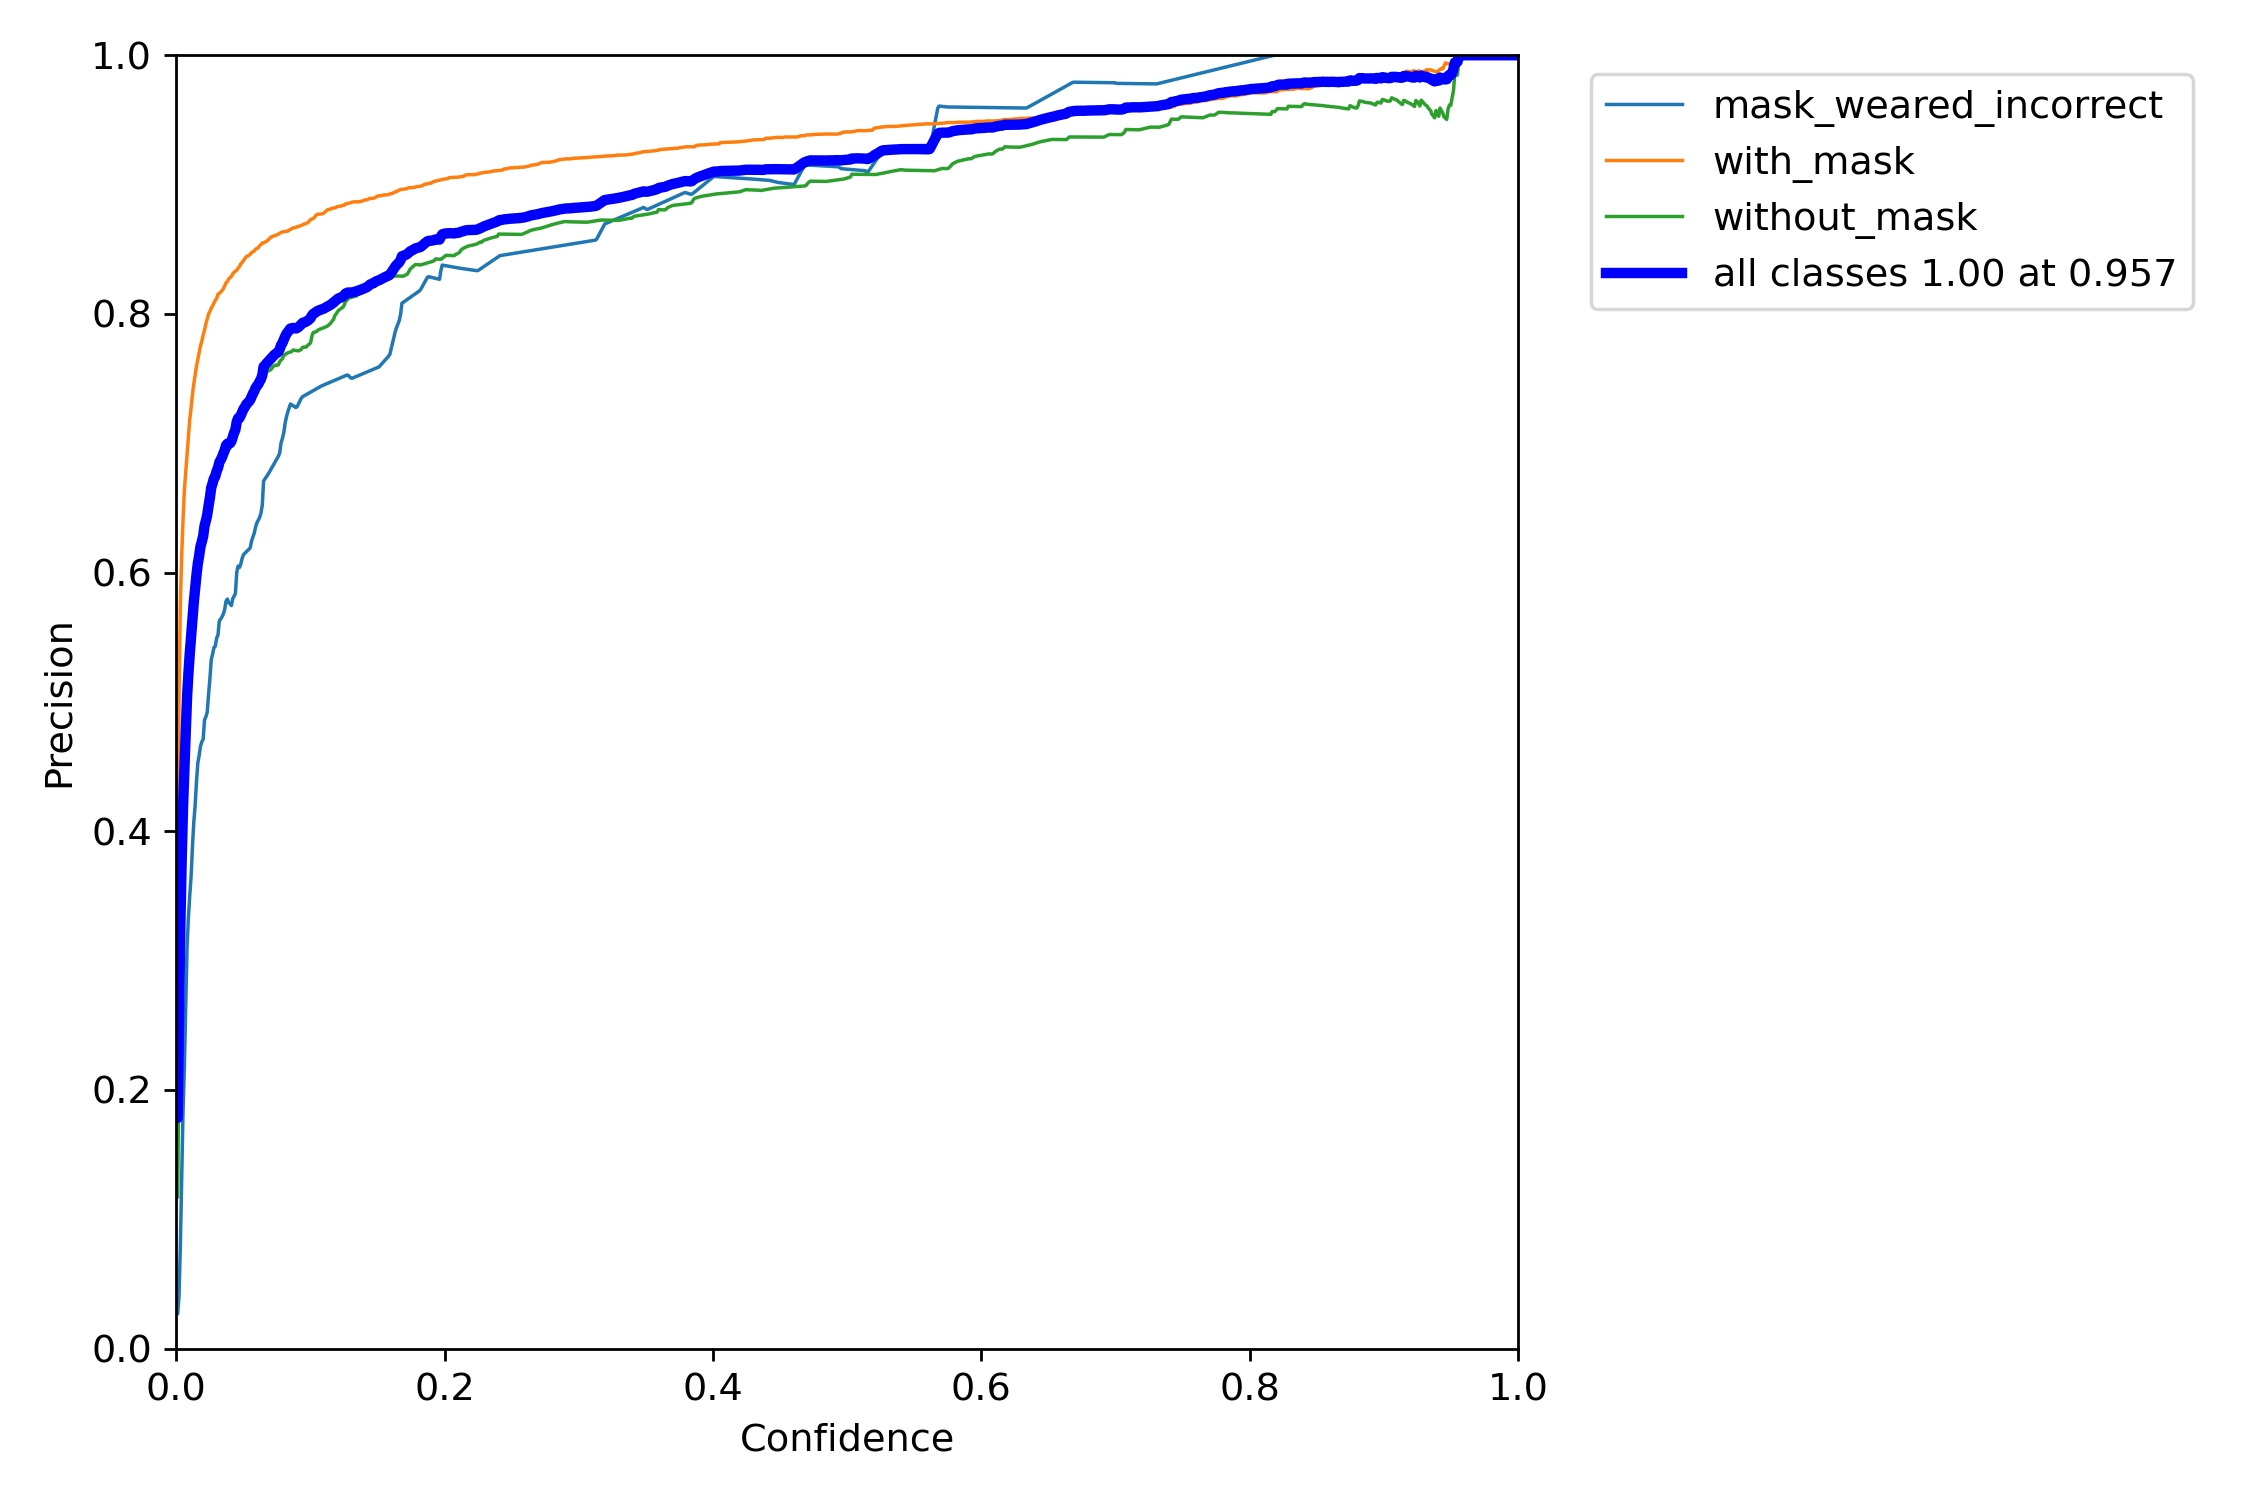 1.0
0.8
0.6
0.4
0.2
0.0
Precision
0.0 0.2 0.4 0.6 0.8 1.0
Confidence
mask_weared_incorrect
with_mask
without_mask
all classes 1.00 at 0.957